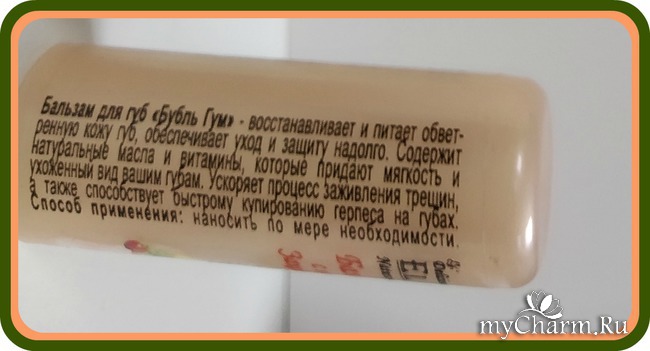 Бальзам для губ «Бубль Гум» - восстанавливает и питает обвет-
ренную кожу губ, обеспечивает уход и защиту надолго. Содержит
натуральные масла и витамины, которые придают мягкость и
ухоженный вид вашим губам. Ускоряет процесс заживления трещин,
а также способствует быстрому купированию герпеса на губах.
Способ применения: наносить по мере необходимости.
myCharm.Ru